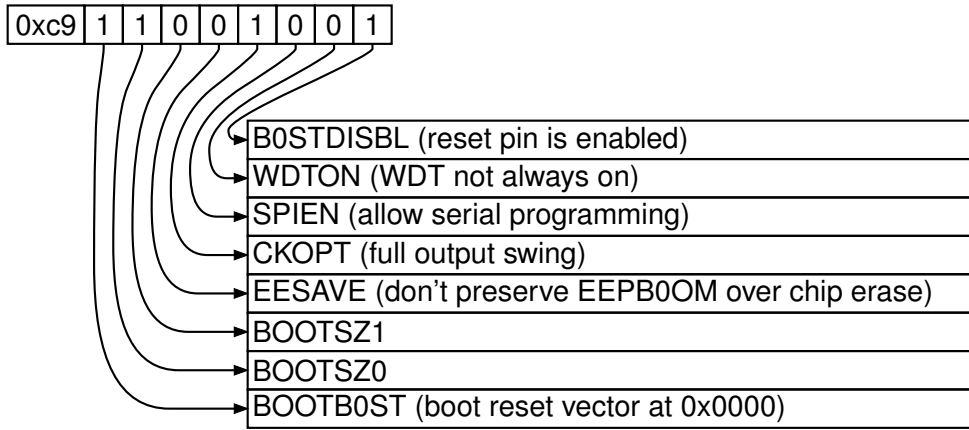 0xc9 1 1 0 0 1 0 0 1
B0STDISBL (reset pin is enabled)
WDTON (WDT not always on)
SPIEN (allow serial programming)
CKOPT (full output swing)
EESAVE (don't preserve EEPB0OM over chip erase)
BOOTSZ1
BOOTSZ0
BOOTB0ST (boot reset vector at 0x0000)